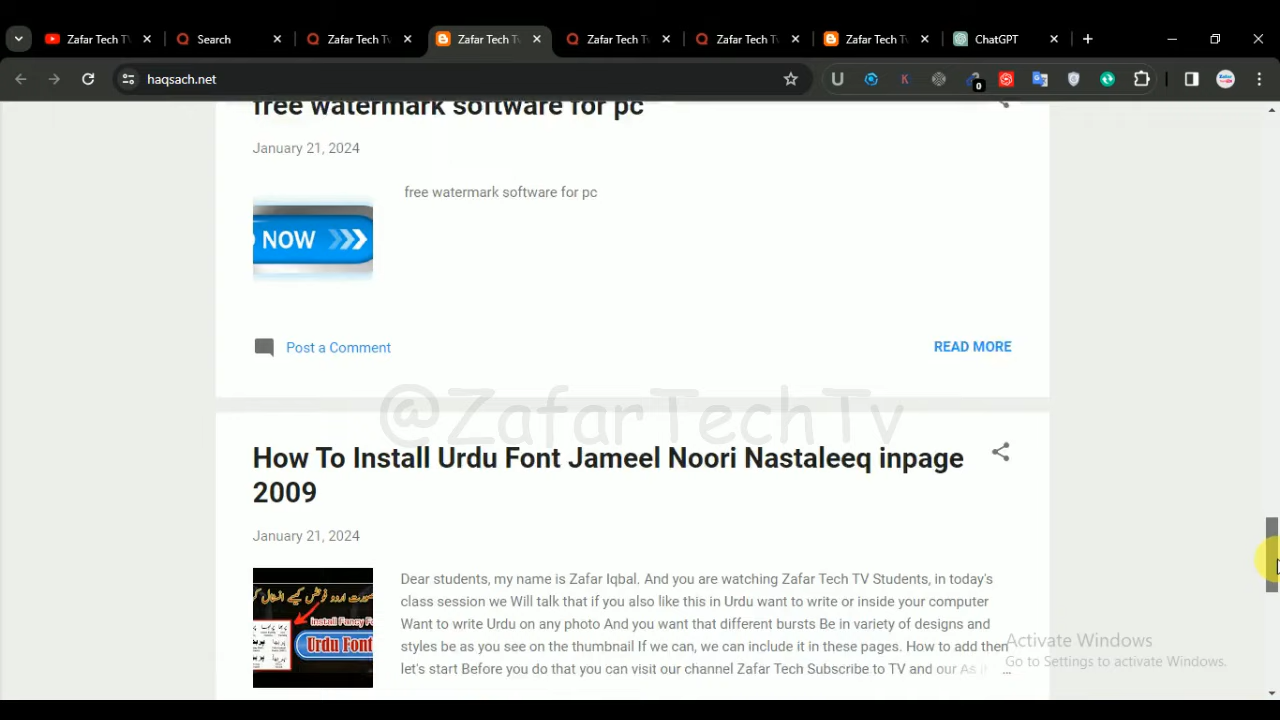 Zafar Tech T
Search
Zafar Tech Tv
Zafar Tech T
Zafar Tech Tv
Zafar Tech Tv
Zafar Tech T
ChatGPT
haqsach.net
0
free watermark software for pc
January 21, 2024
free watermark software for pc
NOW
Post a Comment
READ MORE
@ZafarTechTv
How To Install Urdu Font Jameel Noori Nastaleeq inpage
2009
January 21, 2024
Dear students, my name is Zafar Iqbal. And you are watching Zafar Tech TV Students, in today's
class session we Will talk that if you also like this in Urdu want to write or inside your computer
Want to write Urdu on any photo And you want that different bursts Be in variety of designs and
styles be as you see on the thumbnail If we can, we can include it in these pages. How to add then
let's start Before you do that you can visit our channel Zafar Tech Subscribe to TV and our As
install Fancy
Urdu Font
Activate Windows
Go to Settings to activate Windows.